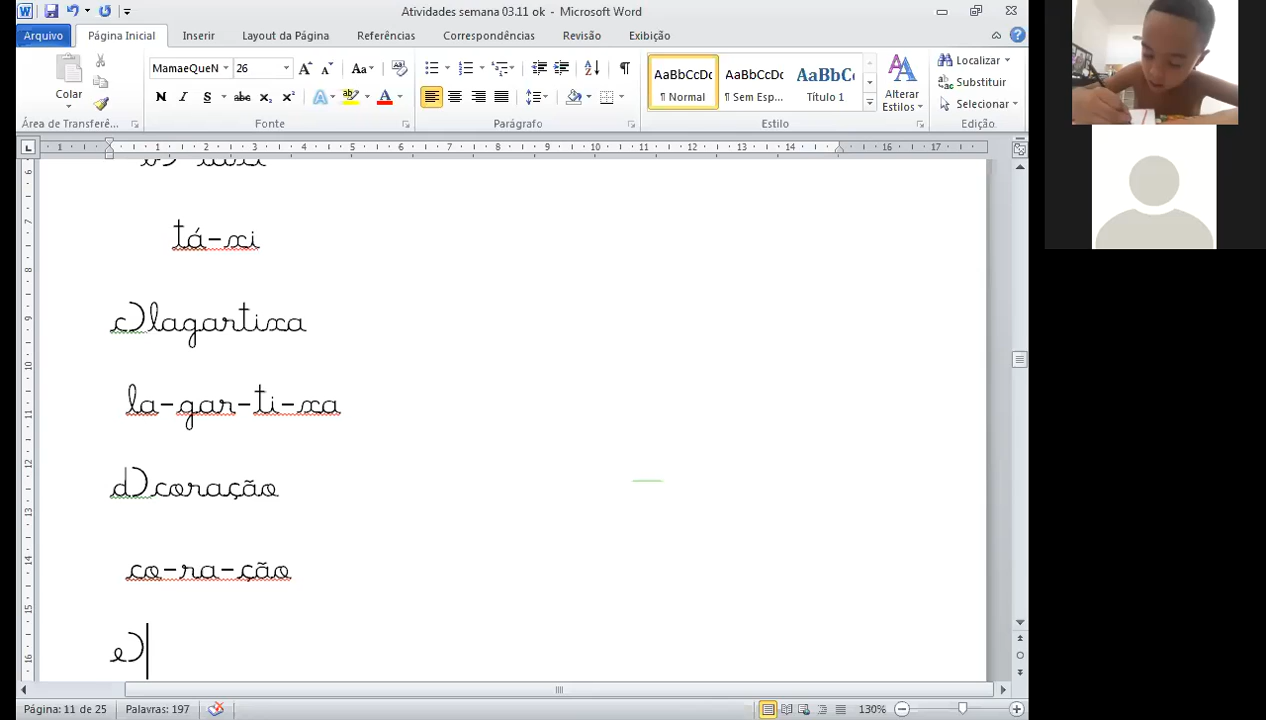 Atividades semana 03.11 ok - Microsoft Word
Arquivo Página Inicial Inserir Layout da Página Referências Correspondências Revisão Exibição
Colar
MamaeQueN 26
AaBbCcDc AaBbCcDc AaBbCc
¶ Normal ¶ Sem Esp... Título 1
Alterar Estilos
Localizar
Substituir
Selecionar
Área de Transferê... Fonte Parágrafo Estilo Edição
tá-xi
c) lagartixa
la-gar-ti-xa
d) coração
co-ra-ção
e)
Página: 11 de 25 Palavras: 197 130%